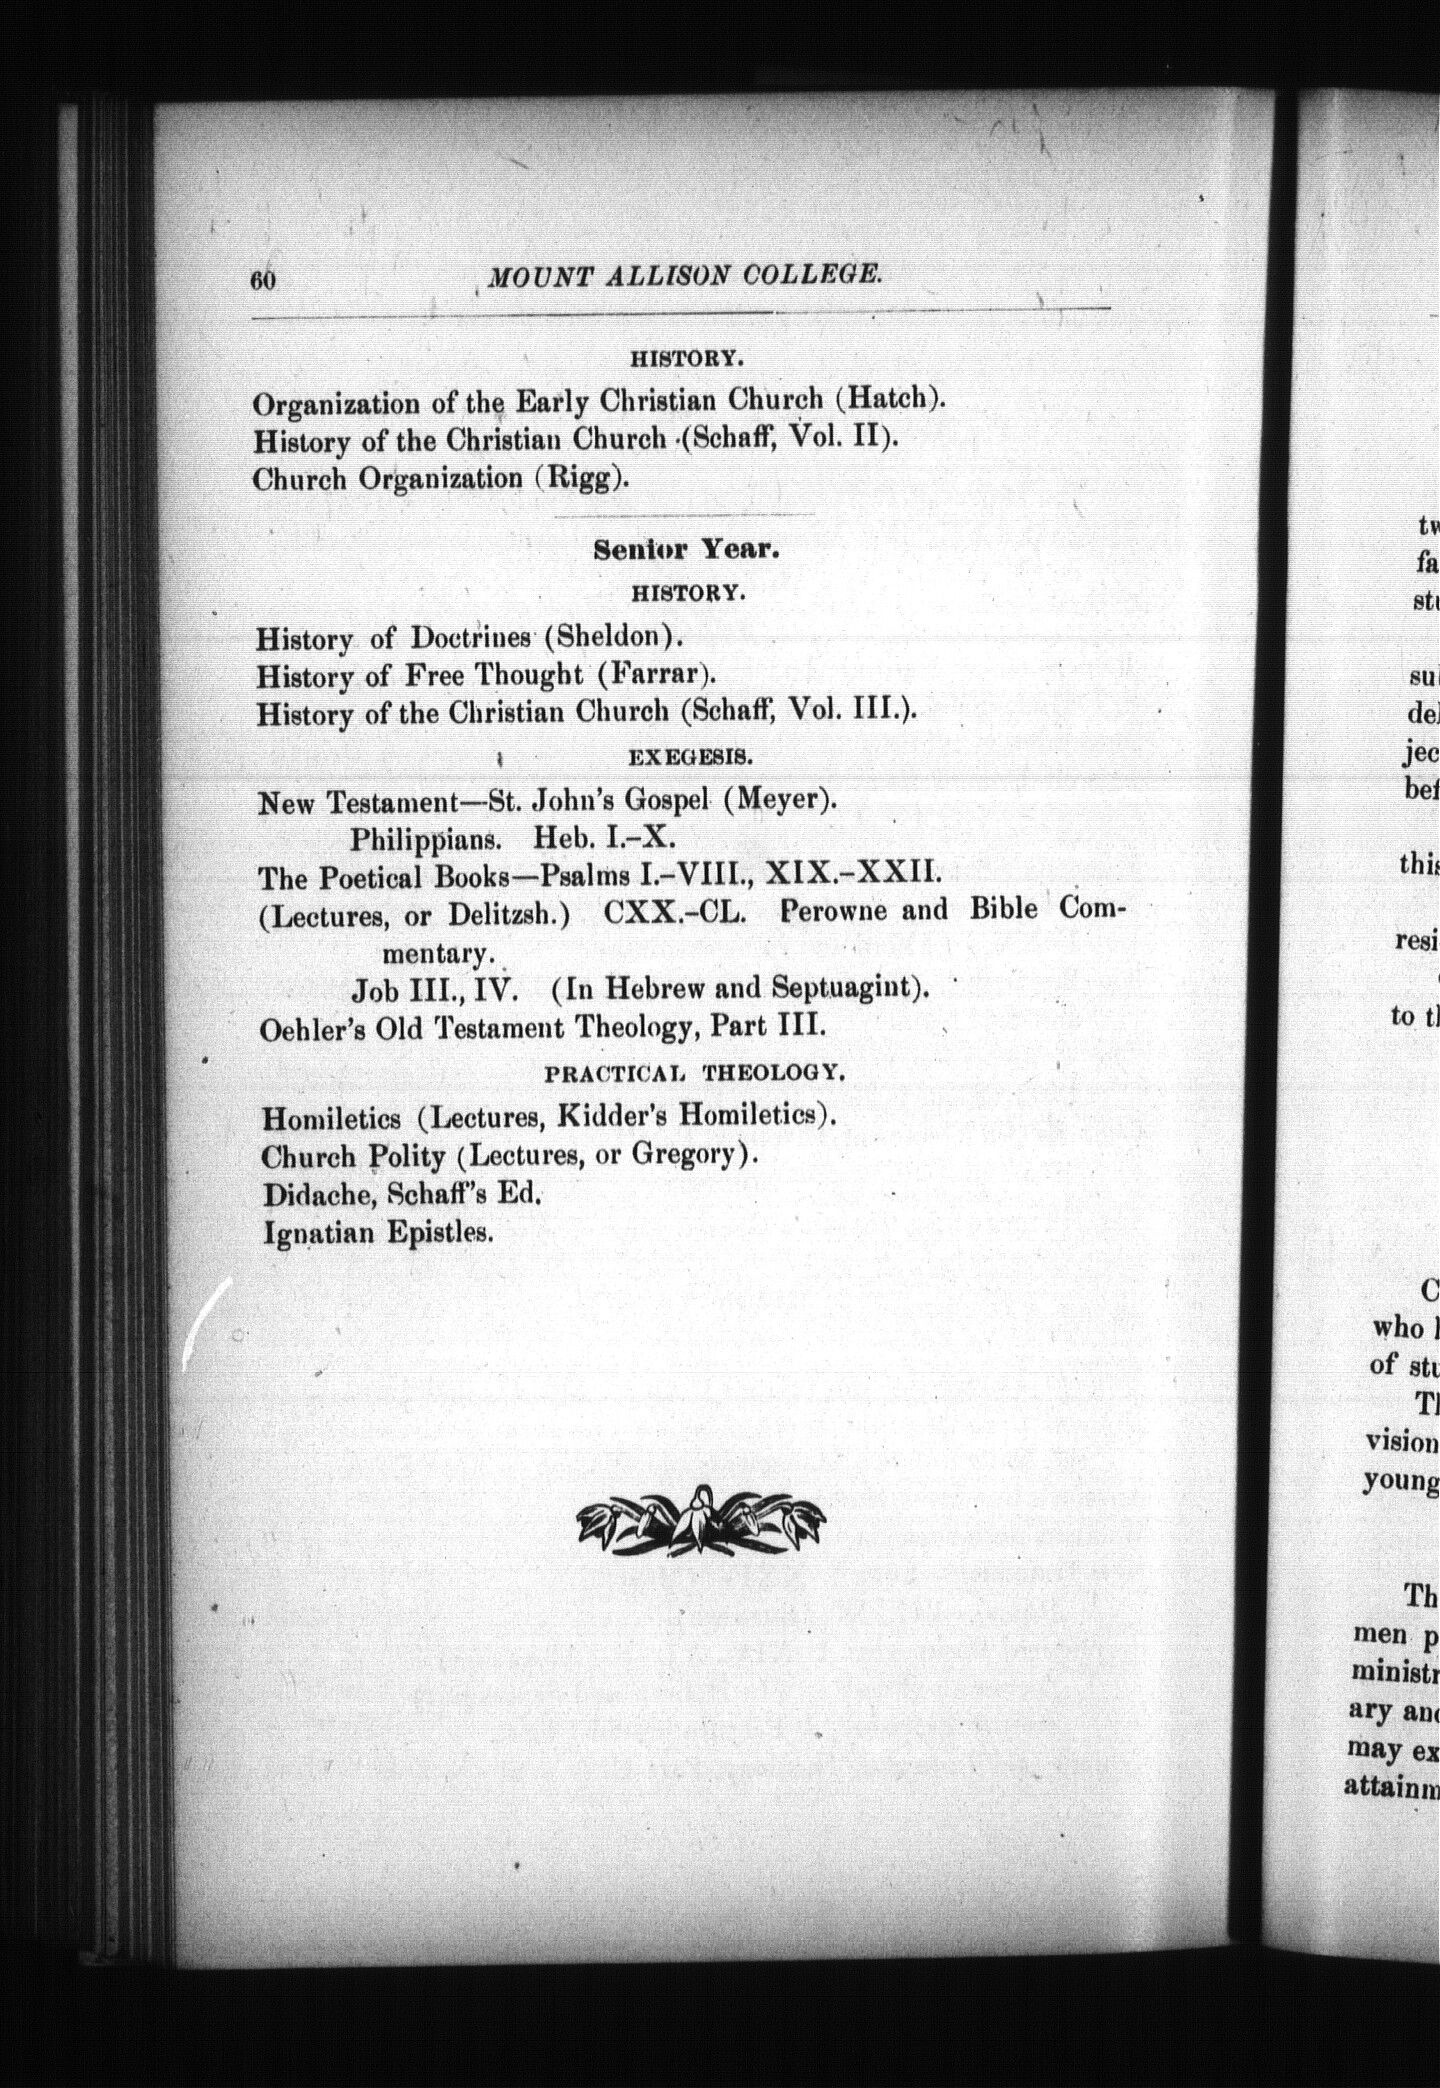 60 MOUNT ALLISON COLLEGE.
HISTORY.
Organization of the Early Christian Church (Hatch).
History of the Christian Church (Schaff, Vol. II).
Church Organization (Rigg).
Senior Year.
HISTORY.
History of Doctrines (Sheldon).
History of Free Thought (Farrar).
History of the Christian Church (Schaff, Vol. III.).
EXEGESIS.
New Testament—St. John's Gospel (Meyer).
Philippians. Heb. I.-X.
The Poetical Books—Psalms I.-VIII., XIX.-XXII.
(Lectures, or Delitzsh.) CXX.-CL. Perowne and Bible Com-
mentary.
Job III., IV. (In Hebrew and Septuagint).
Oehler's Old Testament Theology, Part III.
PRACTICAL THEOLOGY.
Homiletics (Lectures, Kidder's Homiletics).
Church Polity (Lectures, or Gregory).
Didache, Schaff's Ed.
Ignatian Epistles.
this
to
who
of
vision
young
men
ary
may